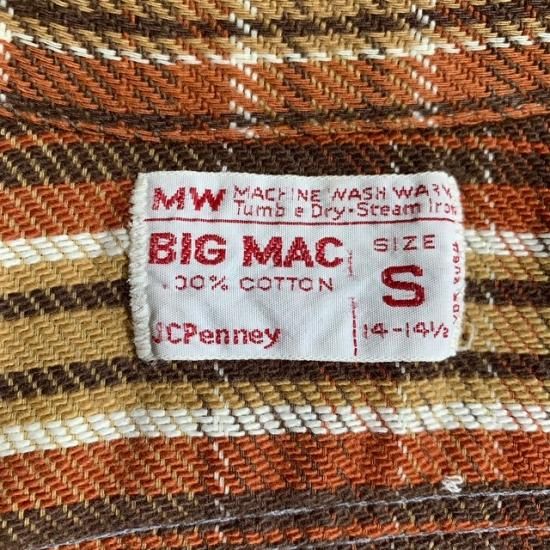 MW MACHINE WASH WARM
Tumble Dry-Steam Iron
BIG MAC
100% COTTON
JCPenney
SIZE
S
14-14½